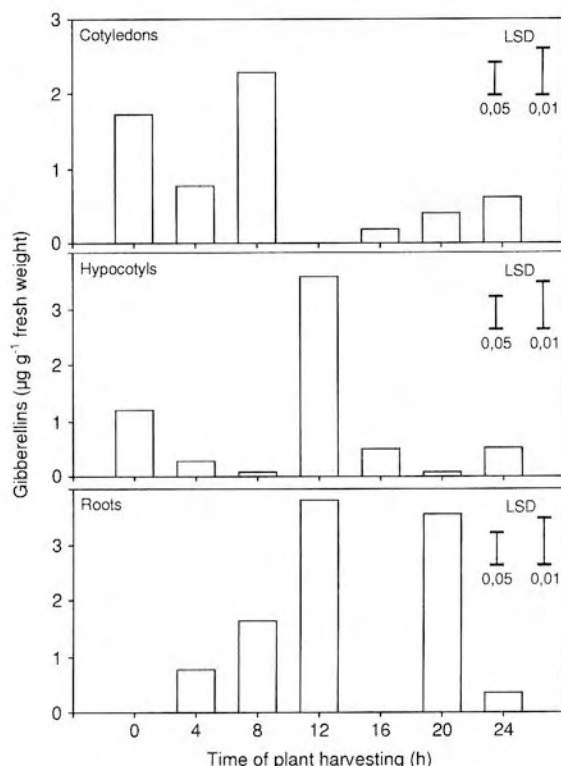 Gibberellins (µg g⁻¹ fresh weight)
Cotyledons LSD
3
2
1
0
0,05 0,01
Hypocotyls LSD
3
2
1
0
0,05 0,01
Roots LSD
3
2
1
0
0,05 0,01
0 4 8 12 16 20 24
Time of plant harvesting (h)